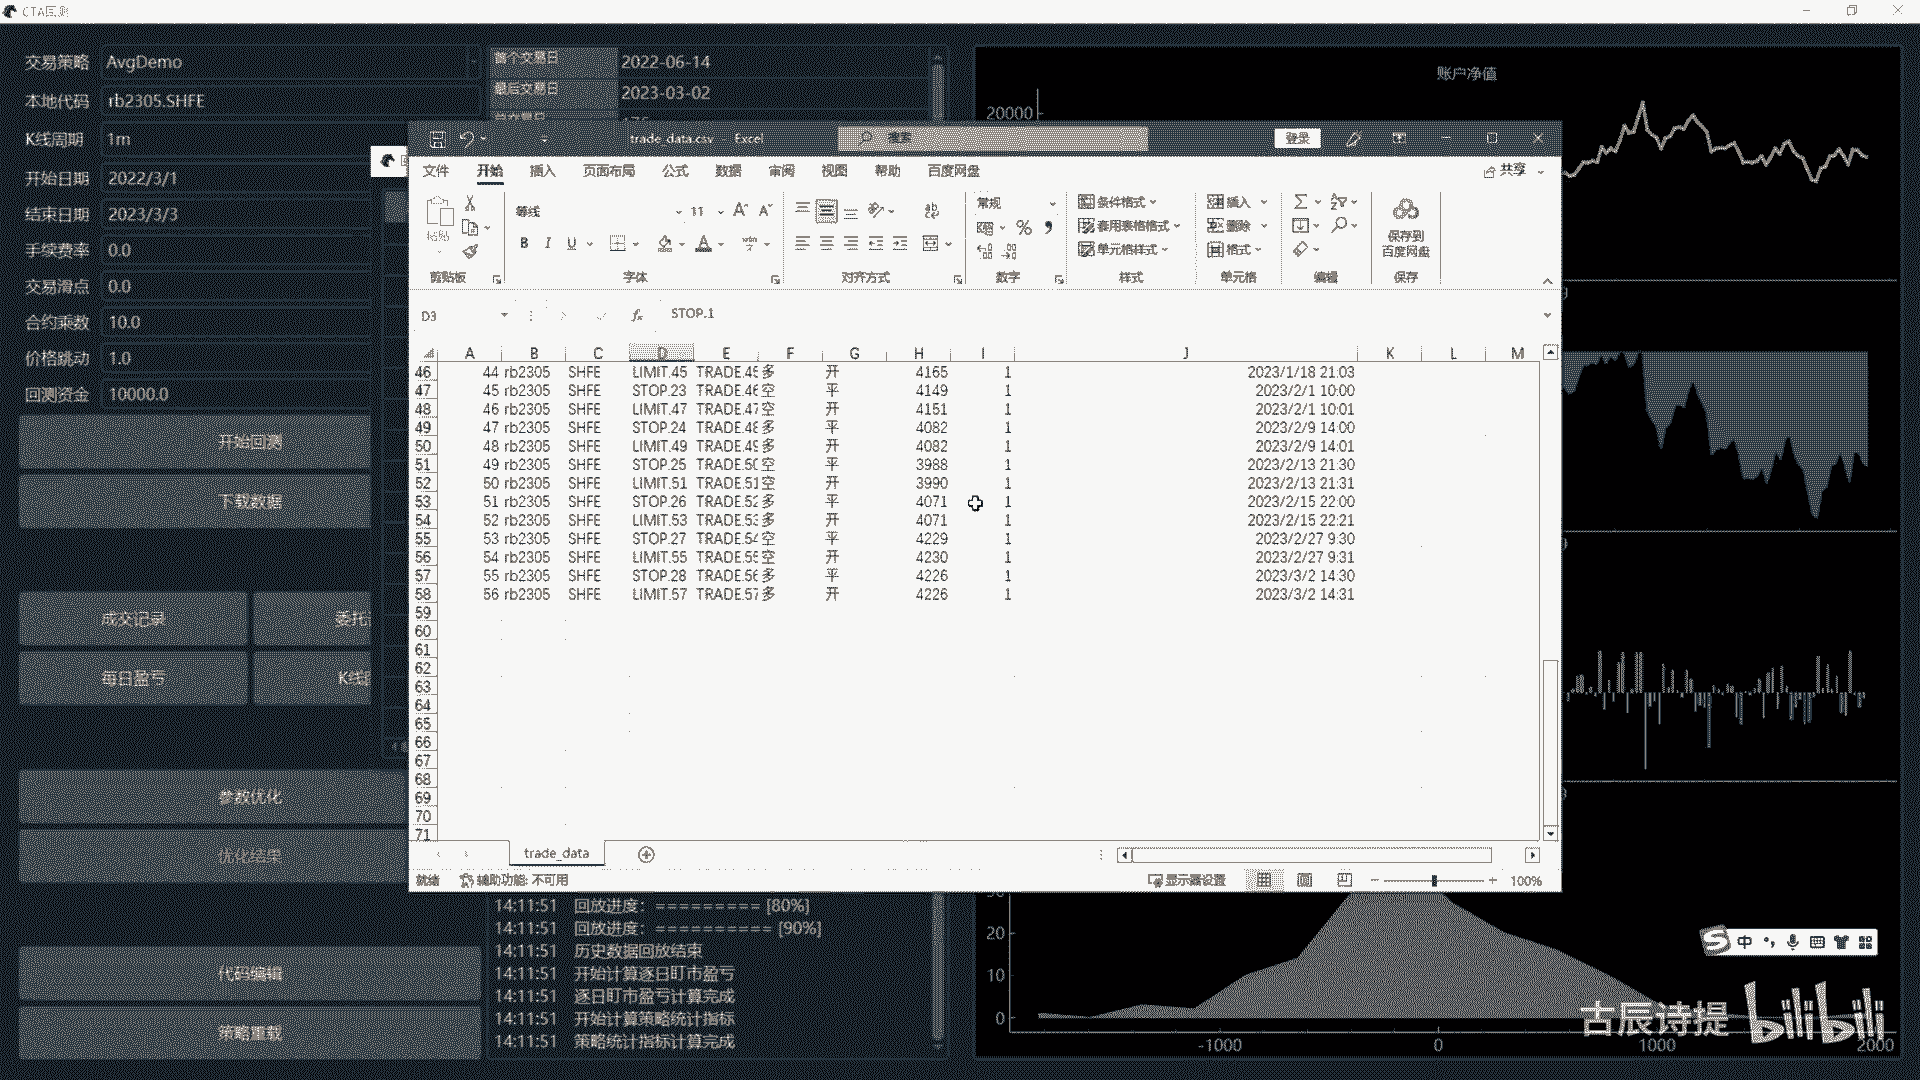 CTA回测
交易策略 AvgDemo
本地代码 rb2305.SHFE
K线周期 1m
开始日期 2022/3/1
结束日期 2023/3/3
手续费率 0.0
交易滑点 0.0
合约乘数 10.0
价格跳动 1.0
回测资金 10000.0
开始回测
下载数据
成交记录 委托
每日盈亏 K线
参数优化
优化结果
代码编辑
策略重载
首个交易日 2022-06-14
最后交易日 2023-03-02
账户净值
20000
trade_data.csv - Excel
搜索
登录
文件 开始 插入 页面布局 公式 数据 审阅 视图 帮助 百度网盘
共享
粘贴
等线 11
B I U
常规
条件格式
套用表格格式
单元格样式
插入
删除
格式
保存到
百度网盘
剪贴板 字体 对齐方式 数字 样式 单元格 编辑 保存
D3 fx STOP.1
A B C D E F G H I J K L M
46 44 rb2305 SHFE LIMIT.45 TRADE.45 多 开 4165 1 2023/1/18 21:03
47 45 rb2305 SHFE STOP.23 TRADE.46 空 平 4149 1 2023/2/1 10:00
48 46 rb2305 SHFE LIMIT.47 TRADE.47 空 开 4151 1 2023/2/1 10:01
49 47 rb2305 SHFE STOP.24 TRADE.48 多 平 4082 1 2023/2/9 14:00
50 48 rb2305 SHFE LIMIT.49 TRADE.49 多 开 4082 1 2023/2/9 14:01
51 49 rb2305 SHFE STOP.25 TRADE.50 空 平 3988 1 2023/2/13 21:30
52 50 rb2305 SHFE LIMIT.51 TRADE.51 空 开 3990 1 2023/2/13 21:31
53 51 rb2305 SHFE STOP.26 TRADE.52 多 平 4071 1 2023/2/15 22:00
54 52 rb2305 SHFE LIMIT.53 TRADE.53 多 开 4071 1 2023/2/15 22:21
55 53 rb2305 SHFE STOP.27 TRADE.54 空 平 4229 1 2023/2/27 9:30
56 54 rb2305 SHFE LIMIT.55 TRADE.55 空 开 4230 1 2023/2/27 9:31
57 55 rb2305 SHFE STOP.28 TRADE.56 多 平 4226 1 2023/3/2 14:30
58 56 rb2305 SHFE LIMIT.57 TRADE.57 多 开 4226 1 2023/3/2 14:31
59
60
61
62
63
64
65
66
67
68
69
70
71
trade_data
就绪 辅助功能: 不可用
显示器设置
100%
14:11:51 回放进度：========= [80%]
14:11:51 回放进度：========== [90%]
14:11:51 历史数据回放结束
14:11:51 开始计算逐日盯市盈亏
14:11:51 逐日盯市盈亏计算完成
14:11:51 开始计算策略统计指标
14:11:51 策略统计指标计算完成
20
10
0
-1000 0 1000 2000
中
古辰诗提 bilibili